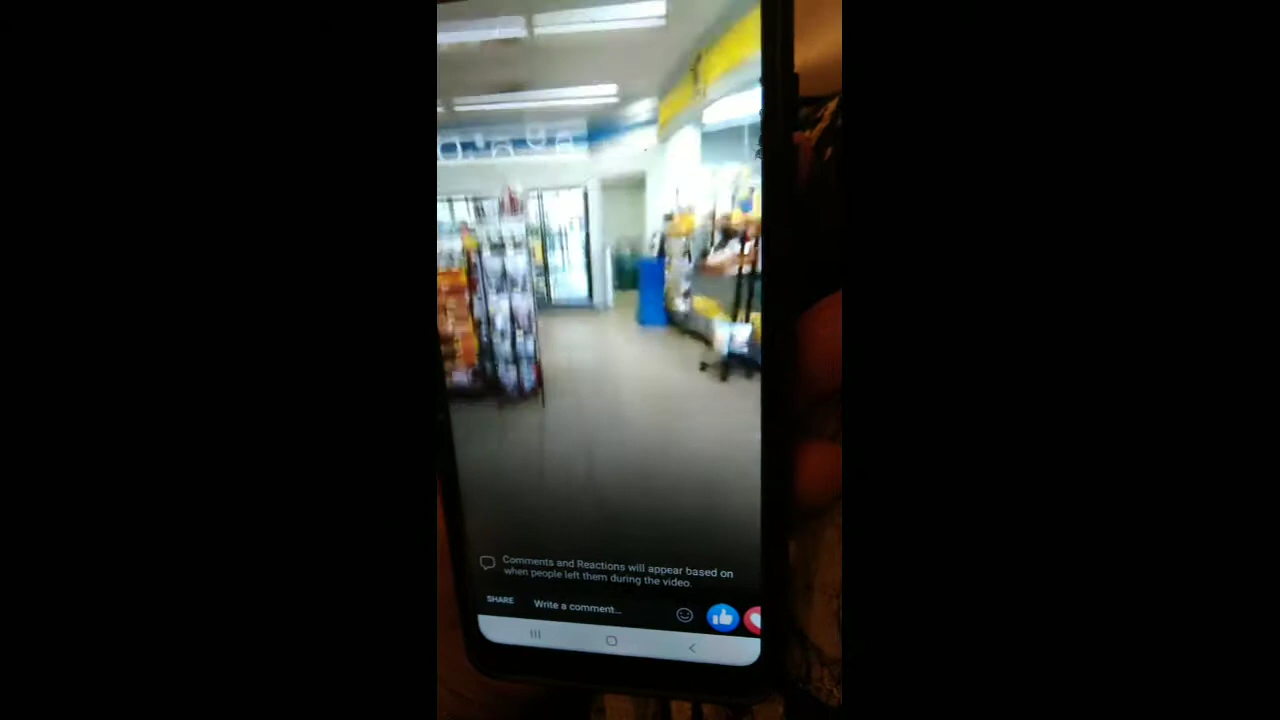 Comments and Reactions will appear based on
when people left them during the video.
SHARE Write a comment...